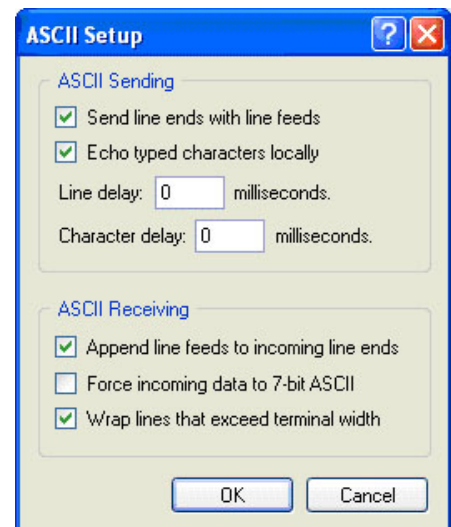 ASCII Setup
ASCII Sending
Send line ends with line feeds
Echo typed characters locally
Line delay: 0 milliseconds.
Character delay: 0 milliseconds.
ASCII Receiving
Append line feeds to incoming line ends
Force incoming data to 7-bit ASCII
Wrap lines that exceed terminal width
OK Cancel